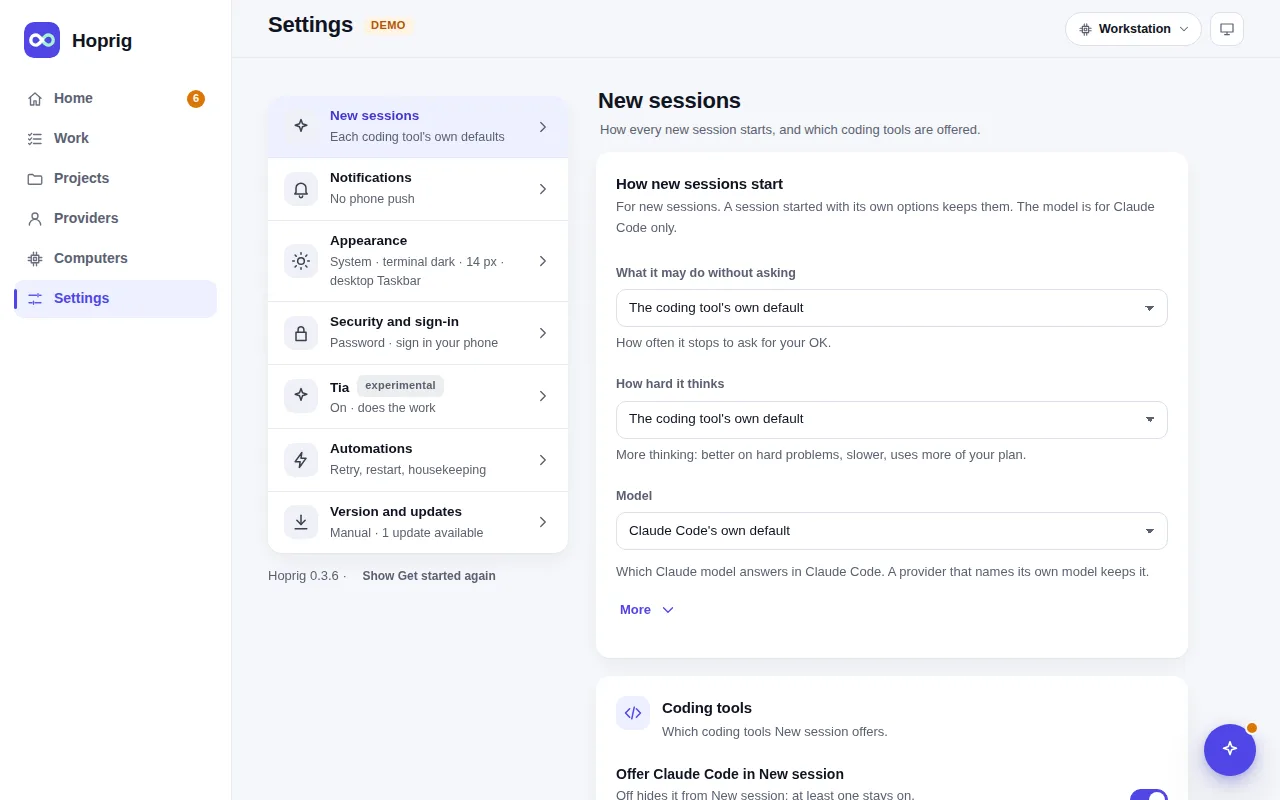 Hoprig
Home
6
Work
Projects
Providers
Computers
Settings
Settings
DEMO
Workstation
New sessions
Each coding tool's own defaults
Notifications
No phone push
Appearance
System · terminal dark · 14 px ·
desktop Taskbar
Security and sign-in
Password · sign in your phone
Tia
experimental
On · does the work
Automations
Retry, restart, housekeeping
Version and updates
Manual · 1 update available
Hoprig 0.3.6 ·
Show Get started again
New sessions
How every new session starts, and which coding tools are offered.
How new sessions start
For new sessions. A session started with its own options keeps them. The model is for Claude
Code only.
What it may do without asking
The coding tool's own default
How often it stops to ask for your OK.
How hard it thinks
The coding tool's own default
More thinking: better on hard problems, slower, uses more of your plan.
Model
Claude Code's own default
Which Claude model answers in Claude Code. A provider that names its own model keeps it.
More
Coding tools
Which coding tools New session offers.
Offer Claude Code in New session
Off hides it from New session; at least one stays on.